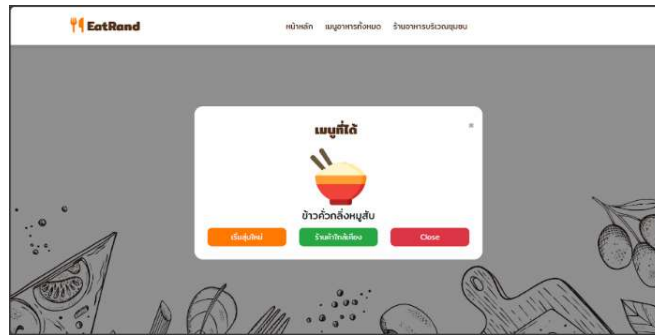 EatRand
หน้าหลัก เมนูอาหารทั้งหมด ร้านอาหารบริเวณชุมชน
เมนูที่ได้
×
ข้าวคั่วกลิ้งหมูสับ
เริ่มสุ่มใหม่ ร้านค้าใกล้เคียง Close